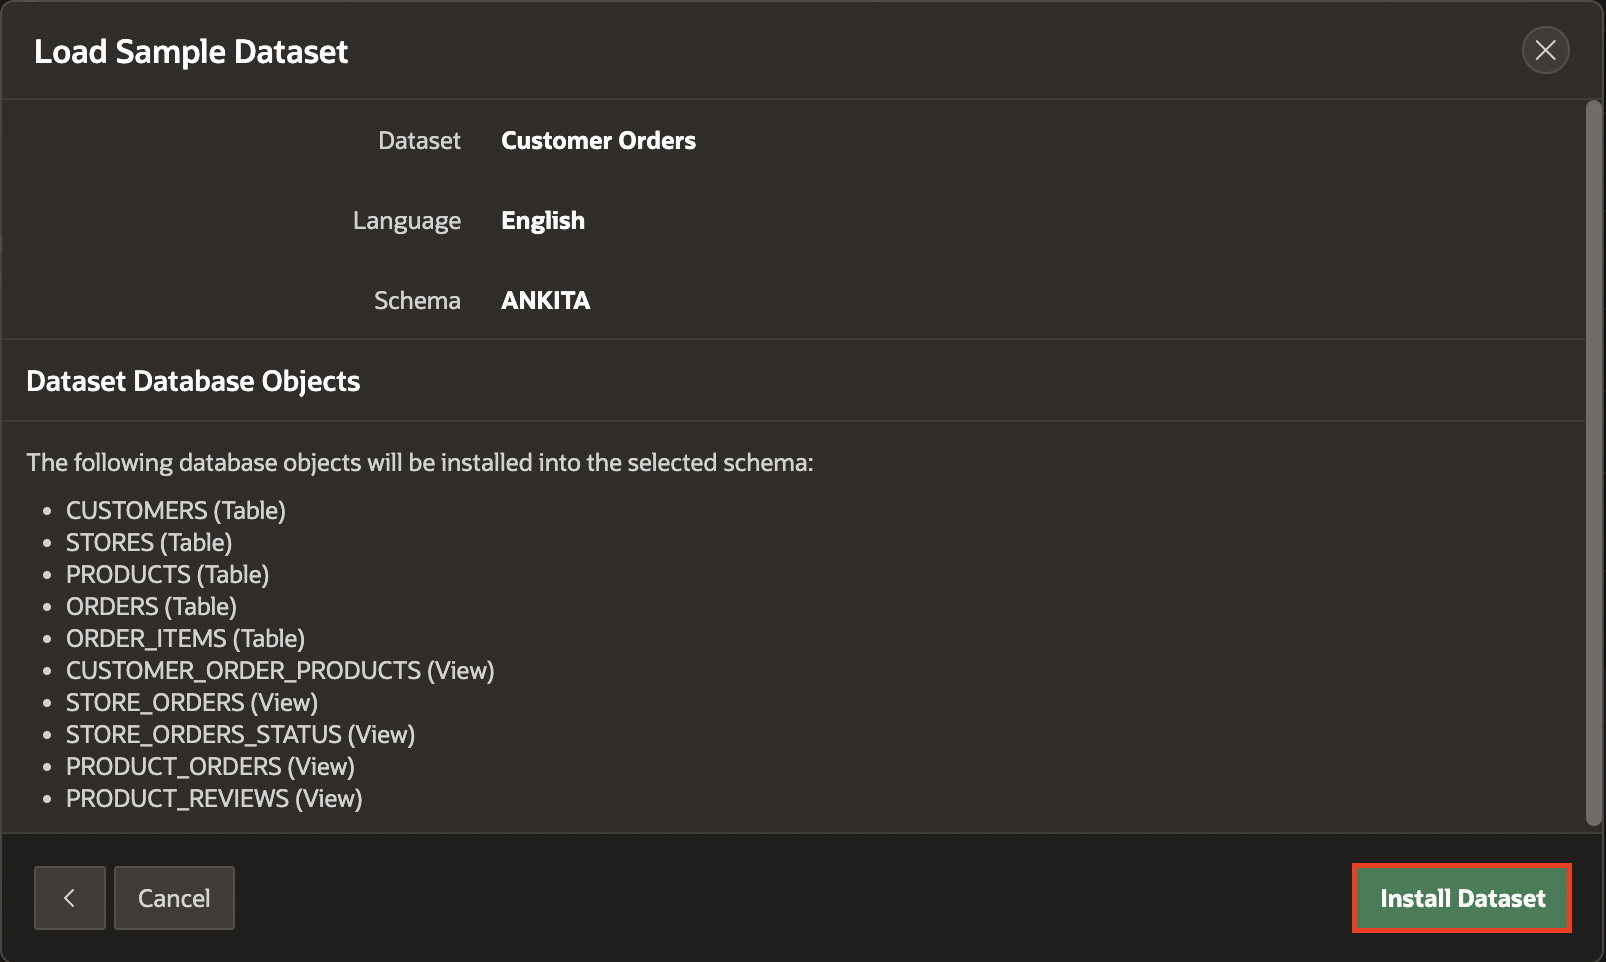 Load Sample Dataset
Dataset Customer Orders
Language English
Schema ANKITA
Dataset Database Objects
The following database objects will be installed into the selected schema:
• CUSTOMERS (Table)
• STORES (Table)
• PRODUCTS (Table)
• ORDERS (Table)
• ORDER_ITEMS (Table)
• CUSTOMER_ORDER_PRODUCTS (View)
• STORE_ORDERS (View)
• STORE_ORDERS_STATUS (View)
• PRODUCT_ORDERS (View)
• PRODUCT_REVIEWS (View)
Cancel Install Dataset